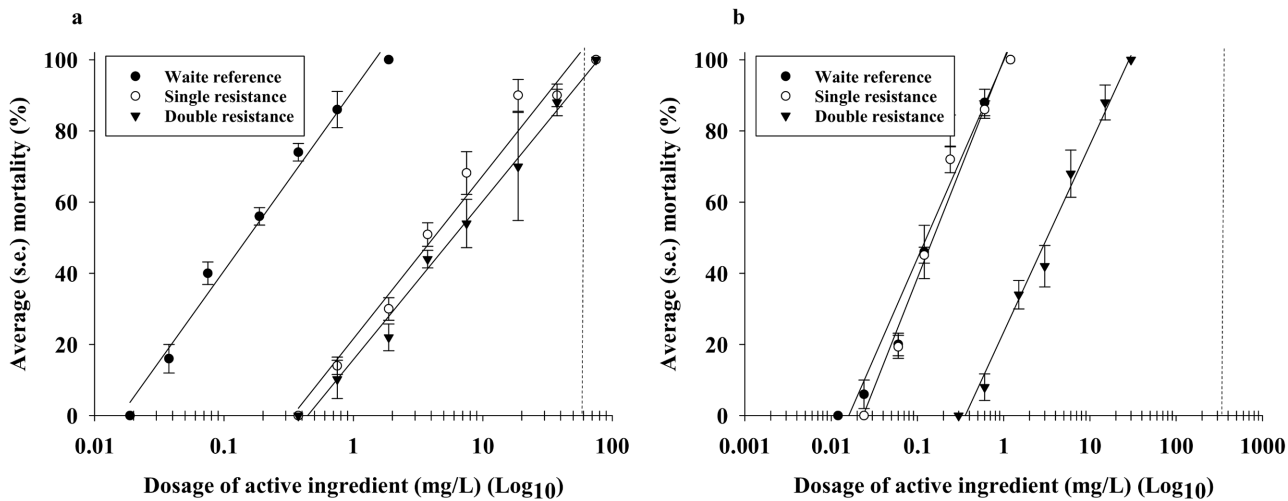 a
Average (s.e.) mortality (%)
100
80
60
40
20
0
Waite reference
Single resistance
Double resistance
0.01
0.1
1
10
100
Dosage of active ingredient (mg/L) (Log10)
b
Average (s.e.) mortality (%)
100
80
60
40
20
0
Waite reference
Single resistance
Double resistance
0.001
0.01
0.1
1
10
100
1000
Dosage of active ingredient (mg/L) (Log10)